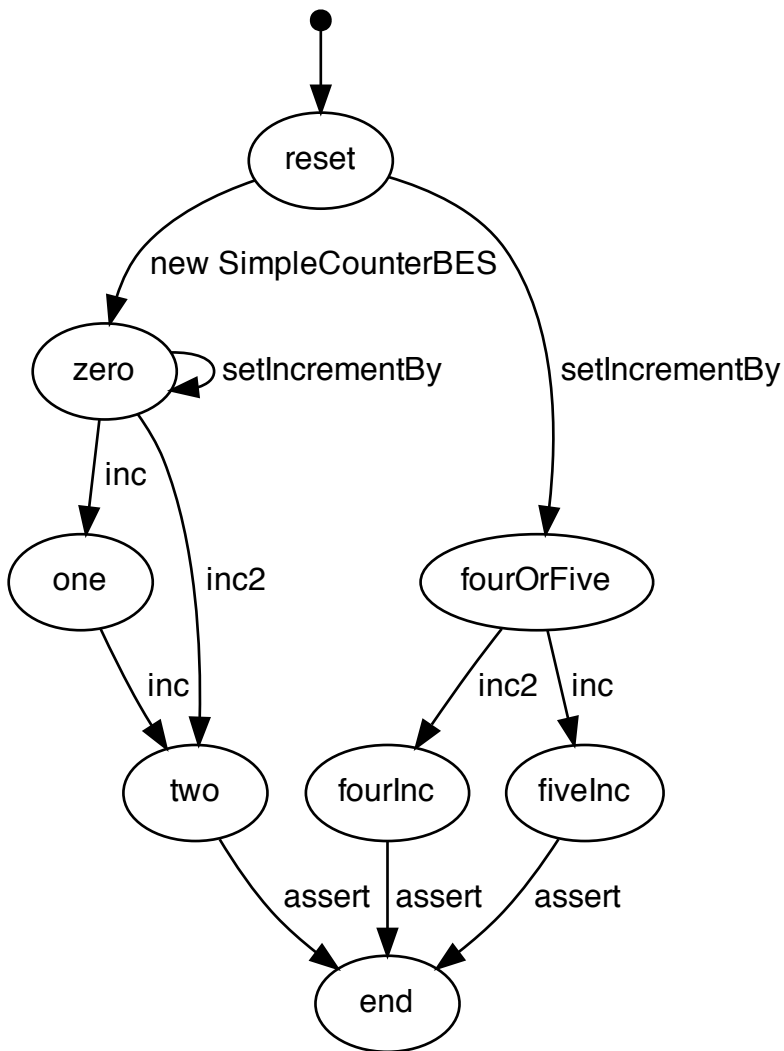 reset
new SimpleCounterBES
zero
setIncrementBy
setIncrementBy
inc
one
inc2
fourOrFive
inc
inc2
inc
two
fourInc
fiveInc
assert
assert
assert
end